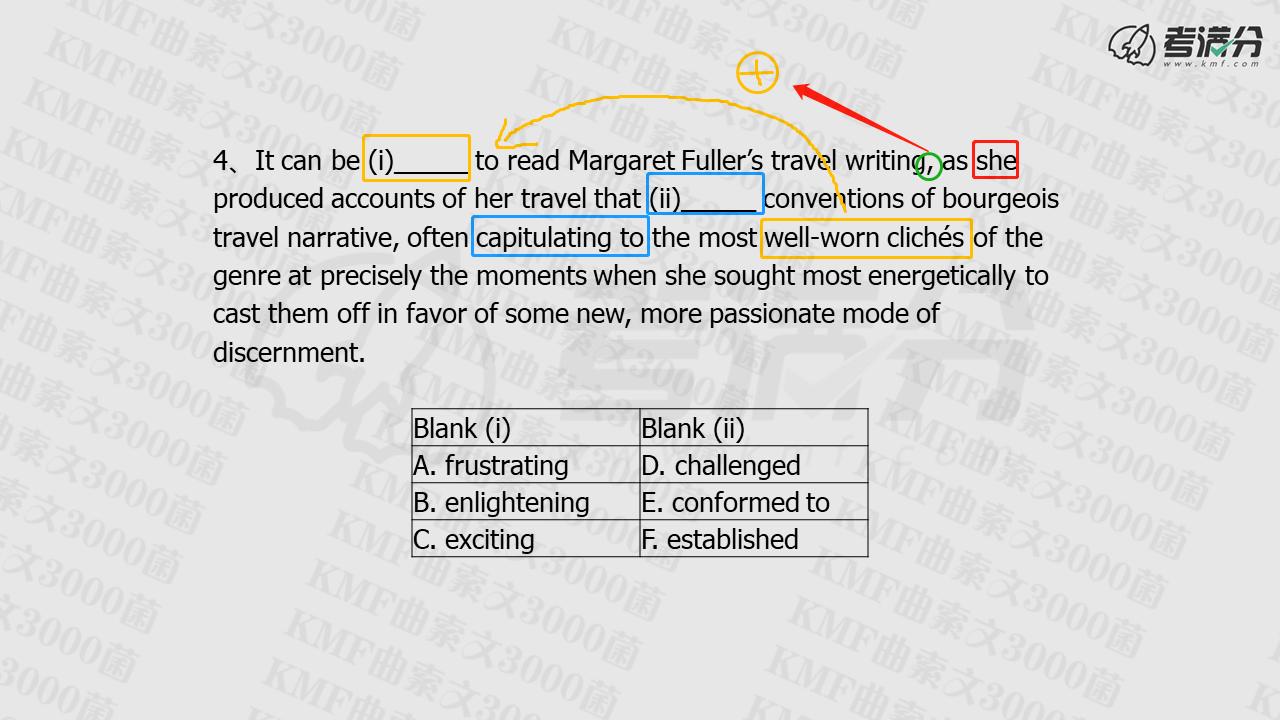 考满分
www.kmf.com
4、It can be (i)______ to read Margaret Fuller's travel writing, as she
produced accounts of her travel that (ii)______ conventions of bourgeois
travel narrative, often capitulating to the most well-worn clichés of the
genre at precisely the moments when she sought most energetically to
cast them off in favor of some new, more passionate mode of
discernment.
Blank (i) Blank (ii)
A. frustrating D. challenged
B. enlightening E. conformed to
C. exciting F. established
KMF曲索文3000菌